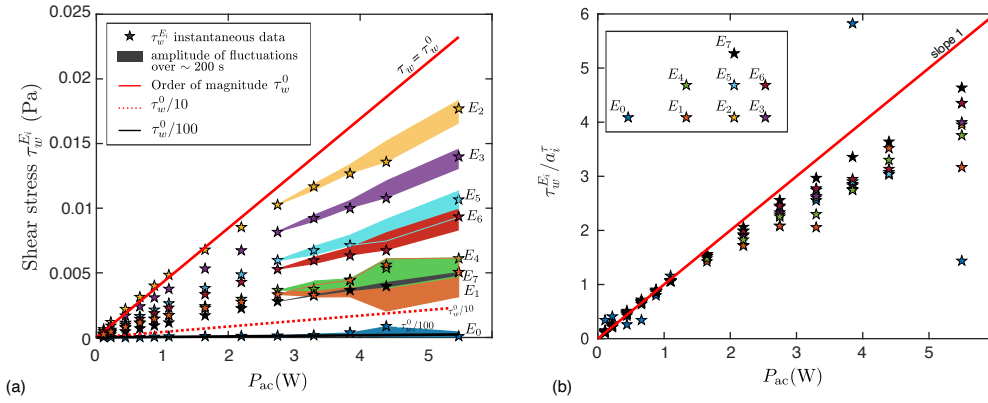 (a)
Shear stress τ_w^{E_i} (Pa)
0.025
0.02
0.015
0.01
0.005
0
0 1 2 3 4 5 6
P_ac(W)
τ_w^{E_i} instantaneous data
amplitude of fluctuations
over ∼ 200 s
Order of magnitude τ_w^0
τ_w^0/10
τ_w^0/100
τ_w = τ_w^0
E_2
E_3
E_5
E_6
E_4
E_7
E_1
τ_w^0/10
τ_w^0/100
E_0
(b)
τ_w^{E_i}/a_i^τ
6
5
4
3
2
1
0
0 1 2 3 4 5
P_ac(W)
slope 1
E_7
E_4 E_5 E_6
E_0 E_1 E_2 E_3